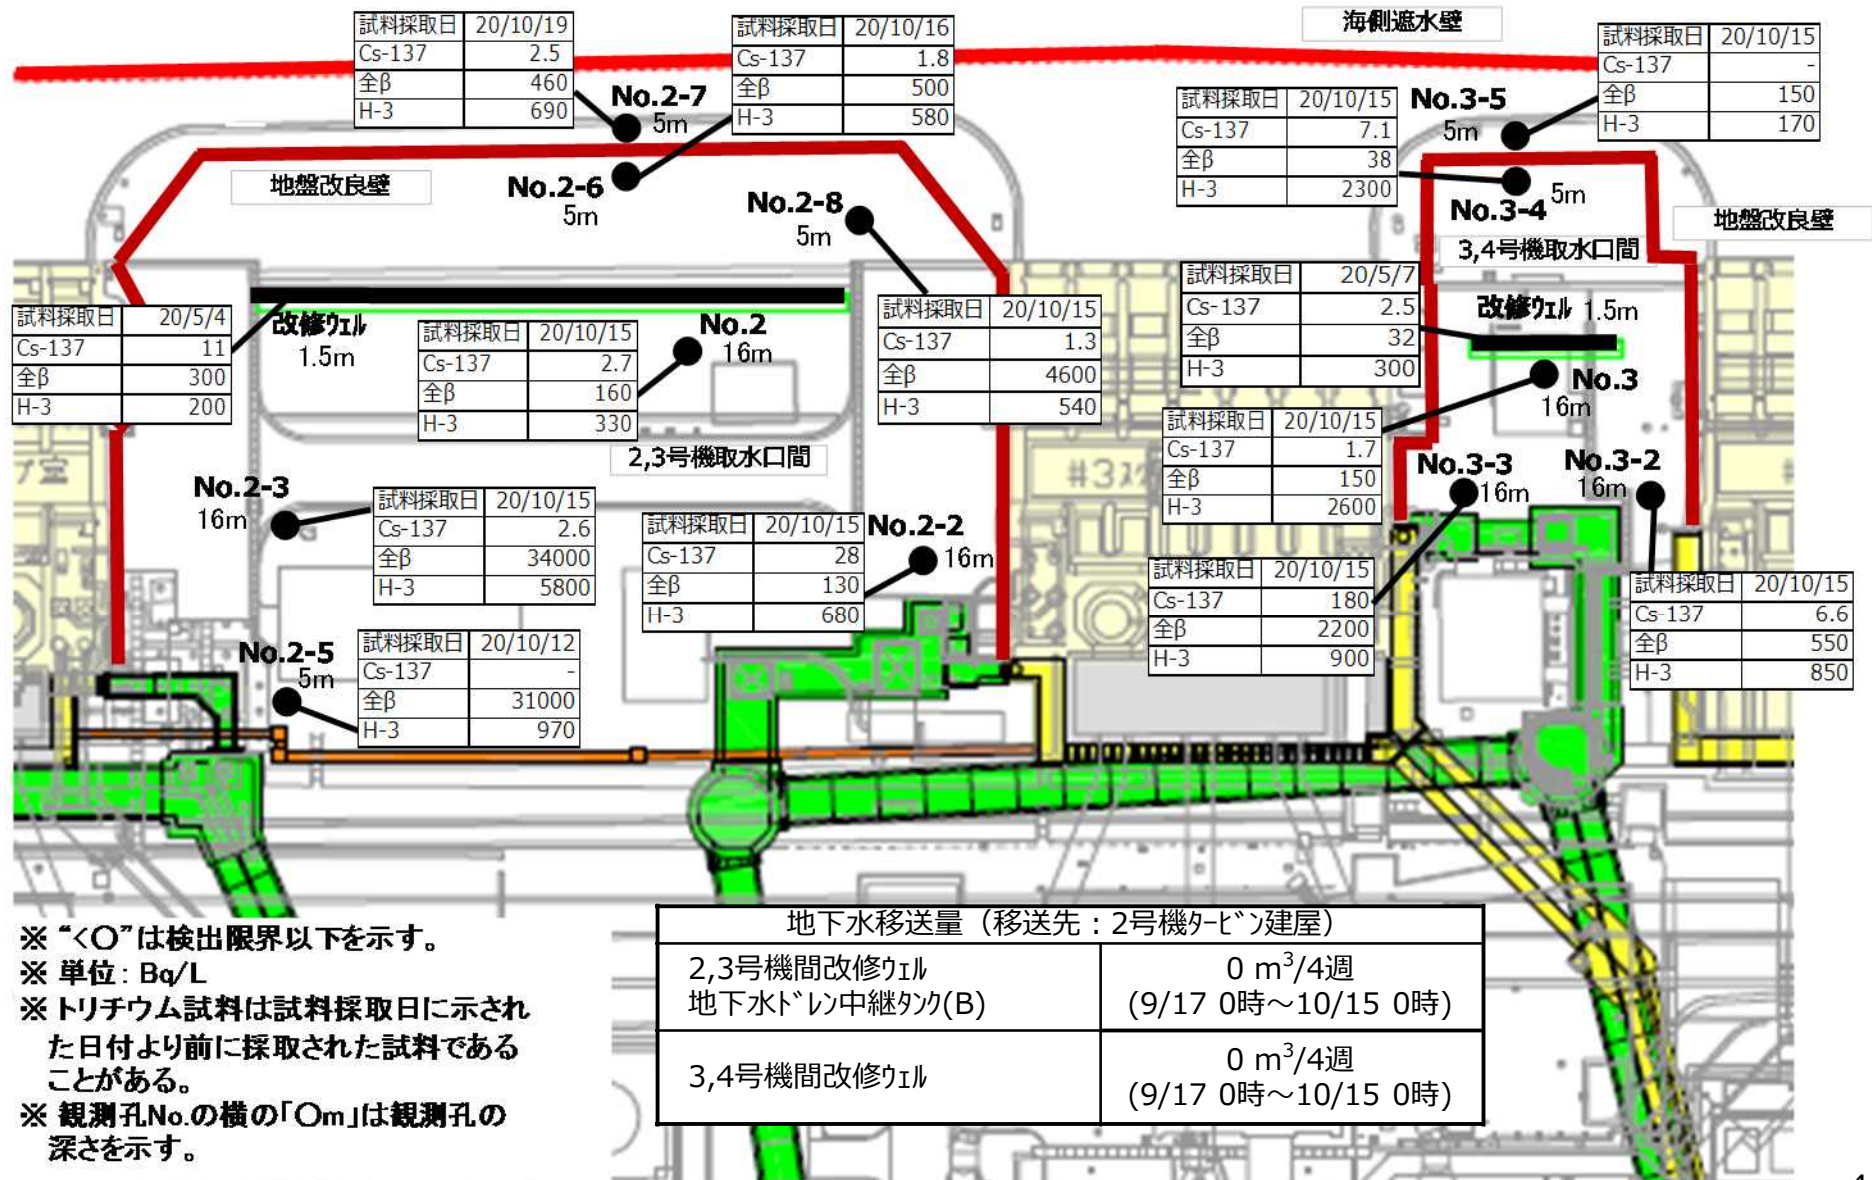 試料採取日 20/10/19
Cs-137 2.5
全β 460
H-3 690
No.2-7
5m
試料採取日 20/10/16
Cs-137 1.8
全β 500
H-3 580
海側遮水壁
試料採取日 20/10/15
Cs-137 -
全β 150
H-3 170
試料採取日 20/10/15
Cs-137 7.1
全β 38
H-3 2300
No.3-5
5m
地盤改良壁
No.2-6
5m
No.2-8
5m
No.3-4
5m
地盤改良壁
3,4号機取水口間
試料採取日 20/5/4
Cs-137 11
全β 300
H-3 200
改修ｳｪﾙ
1.5m
試料採取日 20/10/15
Cs-137 2.7
全β 160
H-3 330
No.2
16m
試料採取日 20/10/15
Cs-137 1.3
全β 4600
H-3 540
試料採取日 20/5/7
Cs-137 2.5
全β 32
H-3 300
改修ｳｪﾙ 1.5m
No.3
16m
試料採取日 20/10/15
Cs-137 1.7
全β 150
H-3 2600
2,3号機取水口間
No.2-3
16m
試料採取日 20/10/15
Cs-137 2.6
全β 34000
H-3 5800
試料採取日 20/10/15
Cs-137 28
全β 130
H-3 680
No.2-2
16m
#3ｽｸ
No.3-3
16m
No.3-2
16m
試料採取日 20/10/15
Cs-137 180
全β 2200
H-3 900
試料採取日 20/10/15
Cs-137 6.6
全β 550
H-3 850
No.2-5
5m
試料採取日 20/10/12
Cs-137 -
全β 31000
H-3 970
※ “<○”は検出限界以下を示す。
※ 単位: Bq/L
※ トリチウム試料は試料採取日に示され
た日付より前に採取された試料である
ことがある。
※ 観測孔No.の横の「○m」は観測孔の
深さを示す。
地下水移送量（移送先：2号機ﾀｰﾋﾞﾝ建屋）
2,3号機間改修ｳｪﾙ
地下水ﾄﾞﾚﾝ中継ﾀﾝｸ(B)
0 m³/4週
(9/17 0時～10/15 0時)
3,4号機間改修ｳｪﾙ
0 m³/4週
(9/17 0時～10/15 0時)